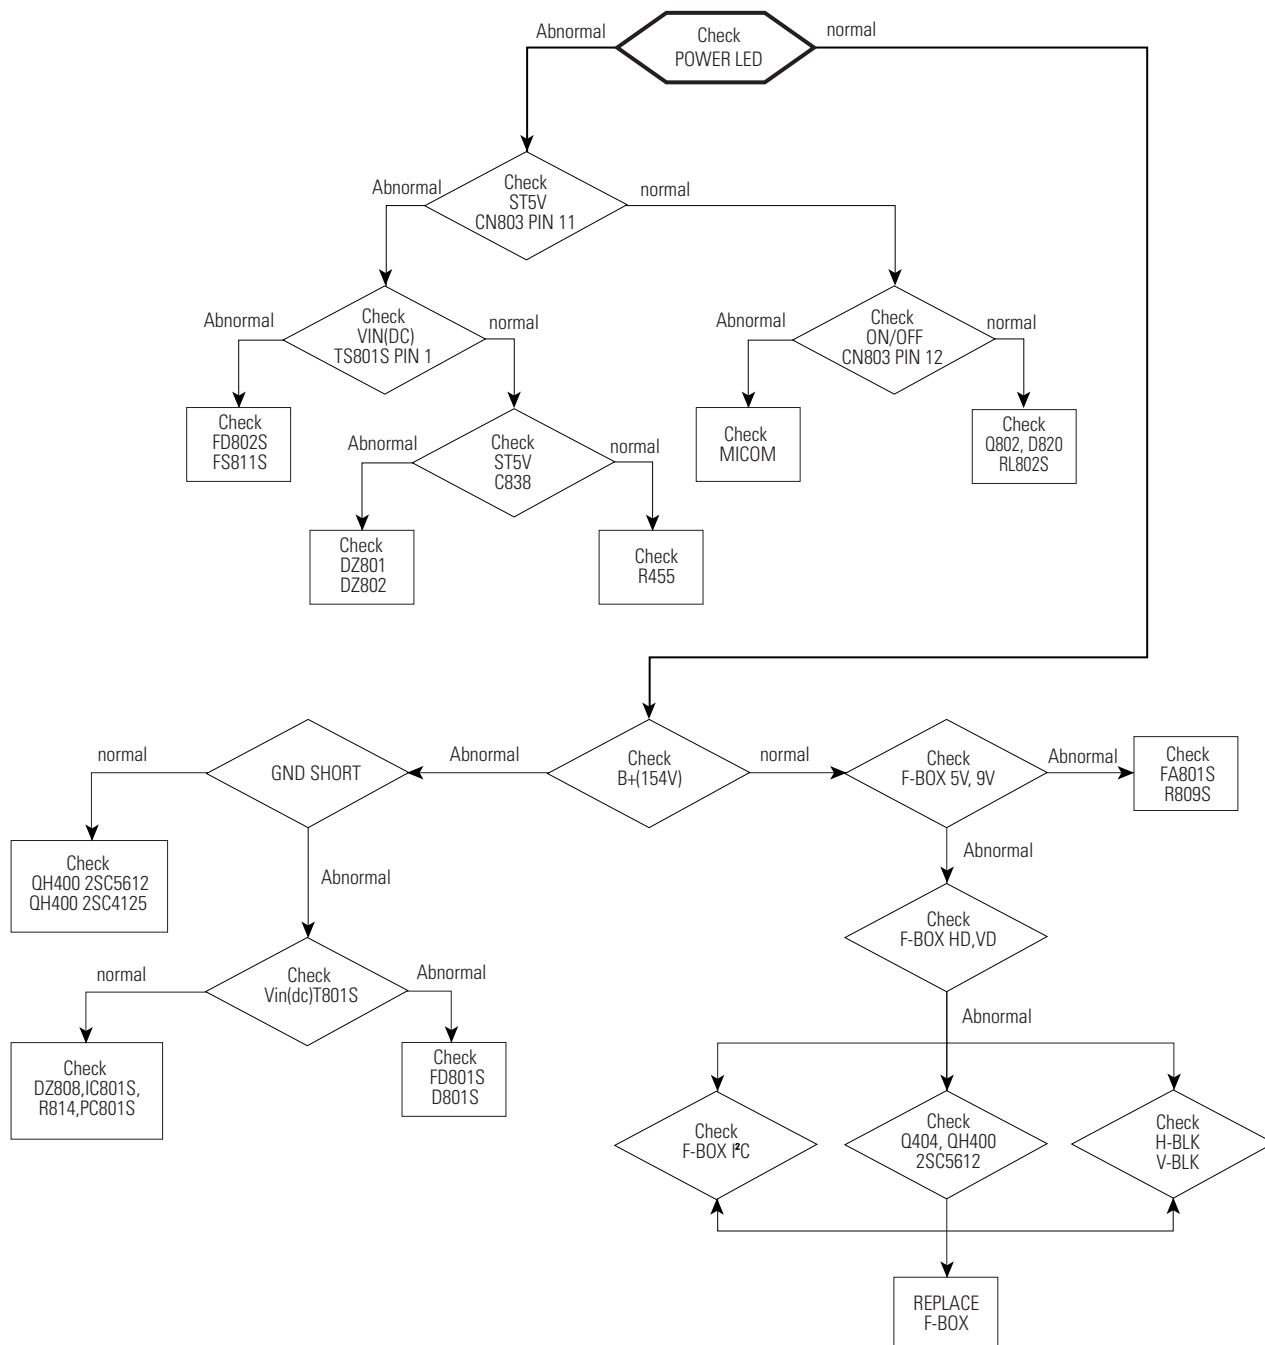 Abnormal
Check
POWER LED
normal
Abnormal
Check
ST5V
CN803 PIN 11
normal
Abnormal
Check
VIN(DC)
TS801S PIN 1
normal
Abnormal
Check
ON/OFF
CN803 PIN 12
normal
Check
FD802S
FS811S
Abnormal
Check
ST5V
C838
normal
Check
MICOM
Check
Q802, D820
RL802S
Check
DZ801
DZ802
Check
R455
normal
GND SHORT
Abnormal
Check
B+(154V)
normal
Check
F-BOX 5V, 9V
Abnormal
Check
FA801S
R809S
Check
QH400 2SC5612
QH400 2SC4125
Abnormal
Abnormal
Check
F-BOX HD,VD
normal
Check
Vin(dc)T801S
Abnormal
Abnormal
Check
DZ808,IC801S,
R814,PC801S
Check
FD801S
D801S
Check
F-BOX I²C
Check
Q404, QH400
2SC5612
Check
H-BLK
V-BLK
REPLACE
F-BOX